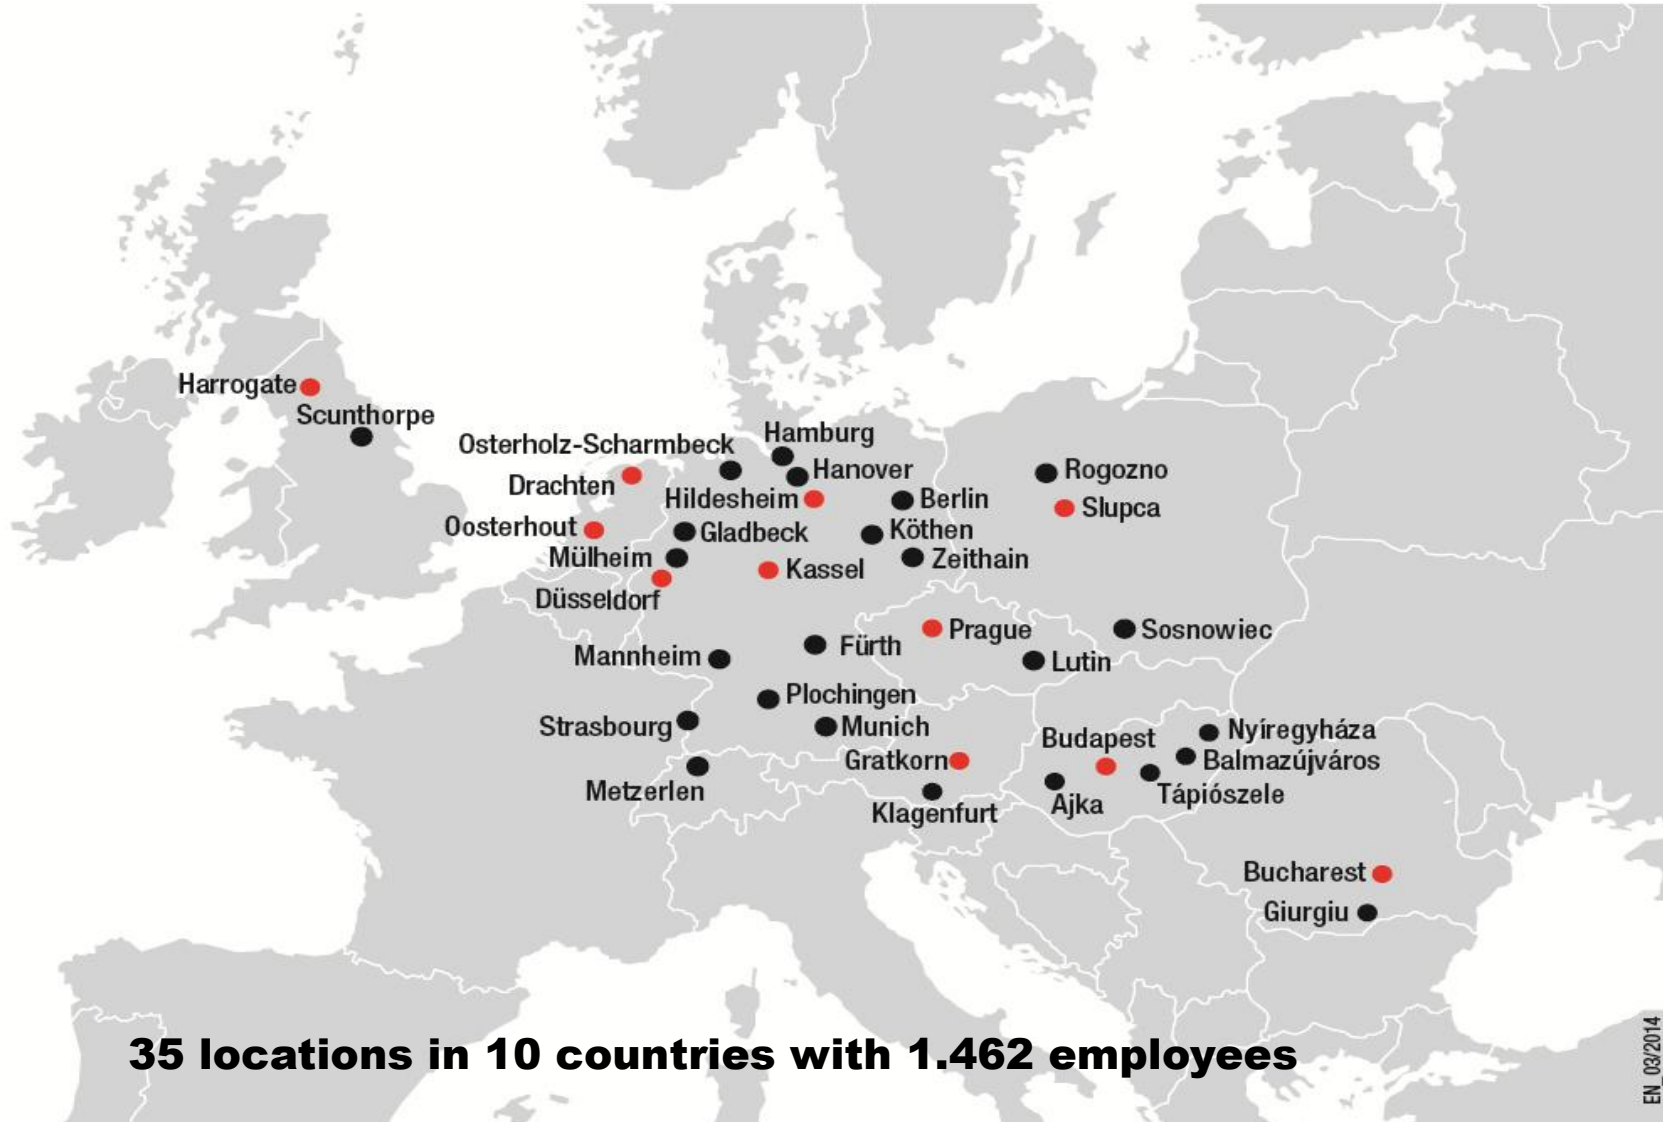 Harrogate
Scunthorpe
Osterholz-Scharmbeck
Hamburg
Drachten
Hanover
Rogozno
Hildesheim
Berlin
Slupca
Oosterhout
Gladbeck
Köthen
Mülheim
Kassel
Zeithain
Düsseldorf
Prague
Sosnowiec
Mannheim
Fürth
Lutin
Plochingen
Strasbourg
Munich
Budapest
Nyíregyháza
Gratkorn
Balmazújváros
Metzerlen
Klagenfurt
Ajka
Tápiószele
Bucharest
Giurgiu
35 locations in 10 countries with 1.462 employees
EN_03/2014